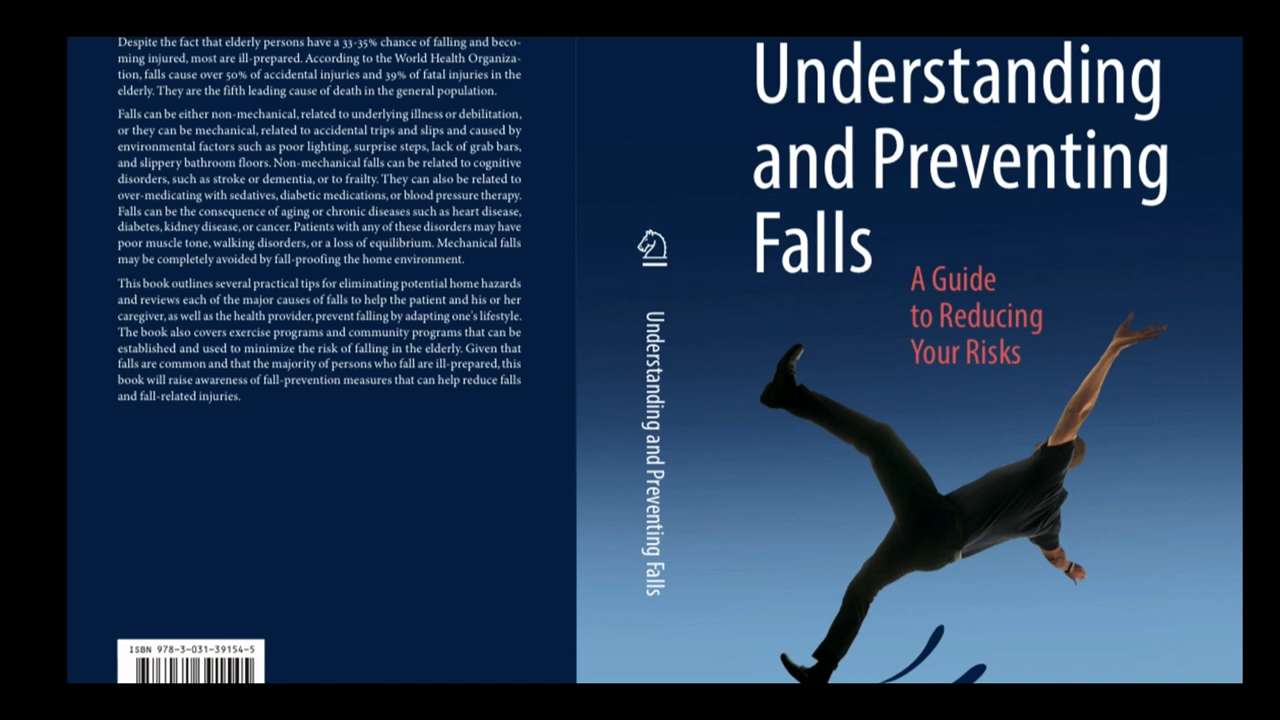 Despite the fact that elderly persons have a 33-35% chance of falling and beco-
ming injured, most are ill-prepared. According to the World Health Organiza-
tion, falls cause over 50% of accidental injuries and 39% of fatal injuries in the
elderly. They are the fifth leading cause of death in the general population.
Falls can be either non-mechanical, related to underlying illness or debilitation,
or they can be mechanical, related to accidental trips and slips and caused by
environmental factors such as poor lighting, surprise steps, lack of grab bars,
and slippery bathroom floors. Non-mechanical falls can be related to cognitive
disorders, such as stroke or dementia, or to frailty. They can also be related to
over-medicating with sedatives, diabetic medications, or blood pressure therapy.
Falls can be the consequence of aging or chronic diseases such as heart disease,
diabetes, kidney disease, or cancer. Patients with any of these disorders may have
poor muscle tone, walking disorders, or a loss of equilibrium. Mechanical falls
may be completely avoided by fall-proofing the home environment.
This book outlines several practical tips for eliminating potential home hazards
and reviews each of the major causes of falls to help the patient and his or her
caregiver, as well as the health provider, prevent falling by adapting one's lifestyle.
The book also covers exercise programs and community programs that can be
established and used to minimize the risk of falling in the elderly. Given that
falls are common and that the majority of persons who fall are ill-prepared, this
book will raise awareness of fall-prevention measures that can help reduce falls
and fall-related injuries.
ISBN 978-3-031-39154-5
Understanding and Preventing Falls
Understanding
and Preventing
Falls
A Guide
to Reducing
Your Risks